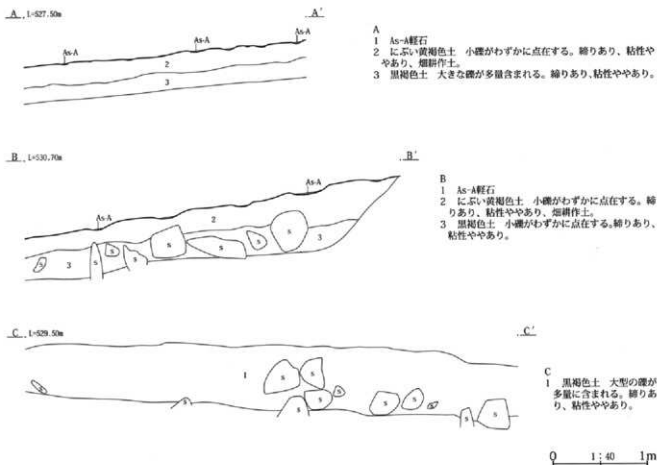 A L=527.50m A′
As-A As-A As-A
2
3
A
1 As-A軽石
2 にぶい黄褐色土 小礫がわずかに点在する。締りあり、粘性や
やあり、畑耕作土。
3 黒褐色土 大きな礫が多量含まれる。締りあり、粘性ややあり。
B L=530.70m B′
As-A As-A
2
s s s s s s s s 3
3
B
1 As-A軽石
2 にぶい黄褐色土 小礫がわずかに点在する。締
りあり、粘性ややあり、畑耕作土。
3 黒褐色土 小礫がわずかに点在する。締りあり、
粘性ややあり。
C L=529.50m C′
1 s s
s s s s s s
s s s s
C
1 黒褐色土 大型の礫が
多量に含まれる。締りあ
り、粘性ややあり。
0 1:40 1m